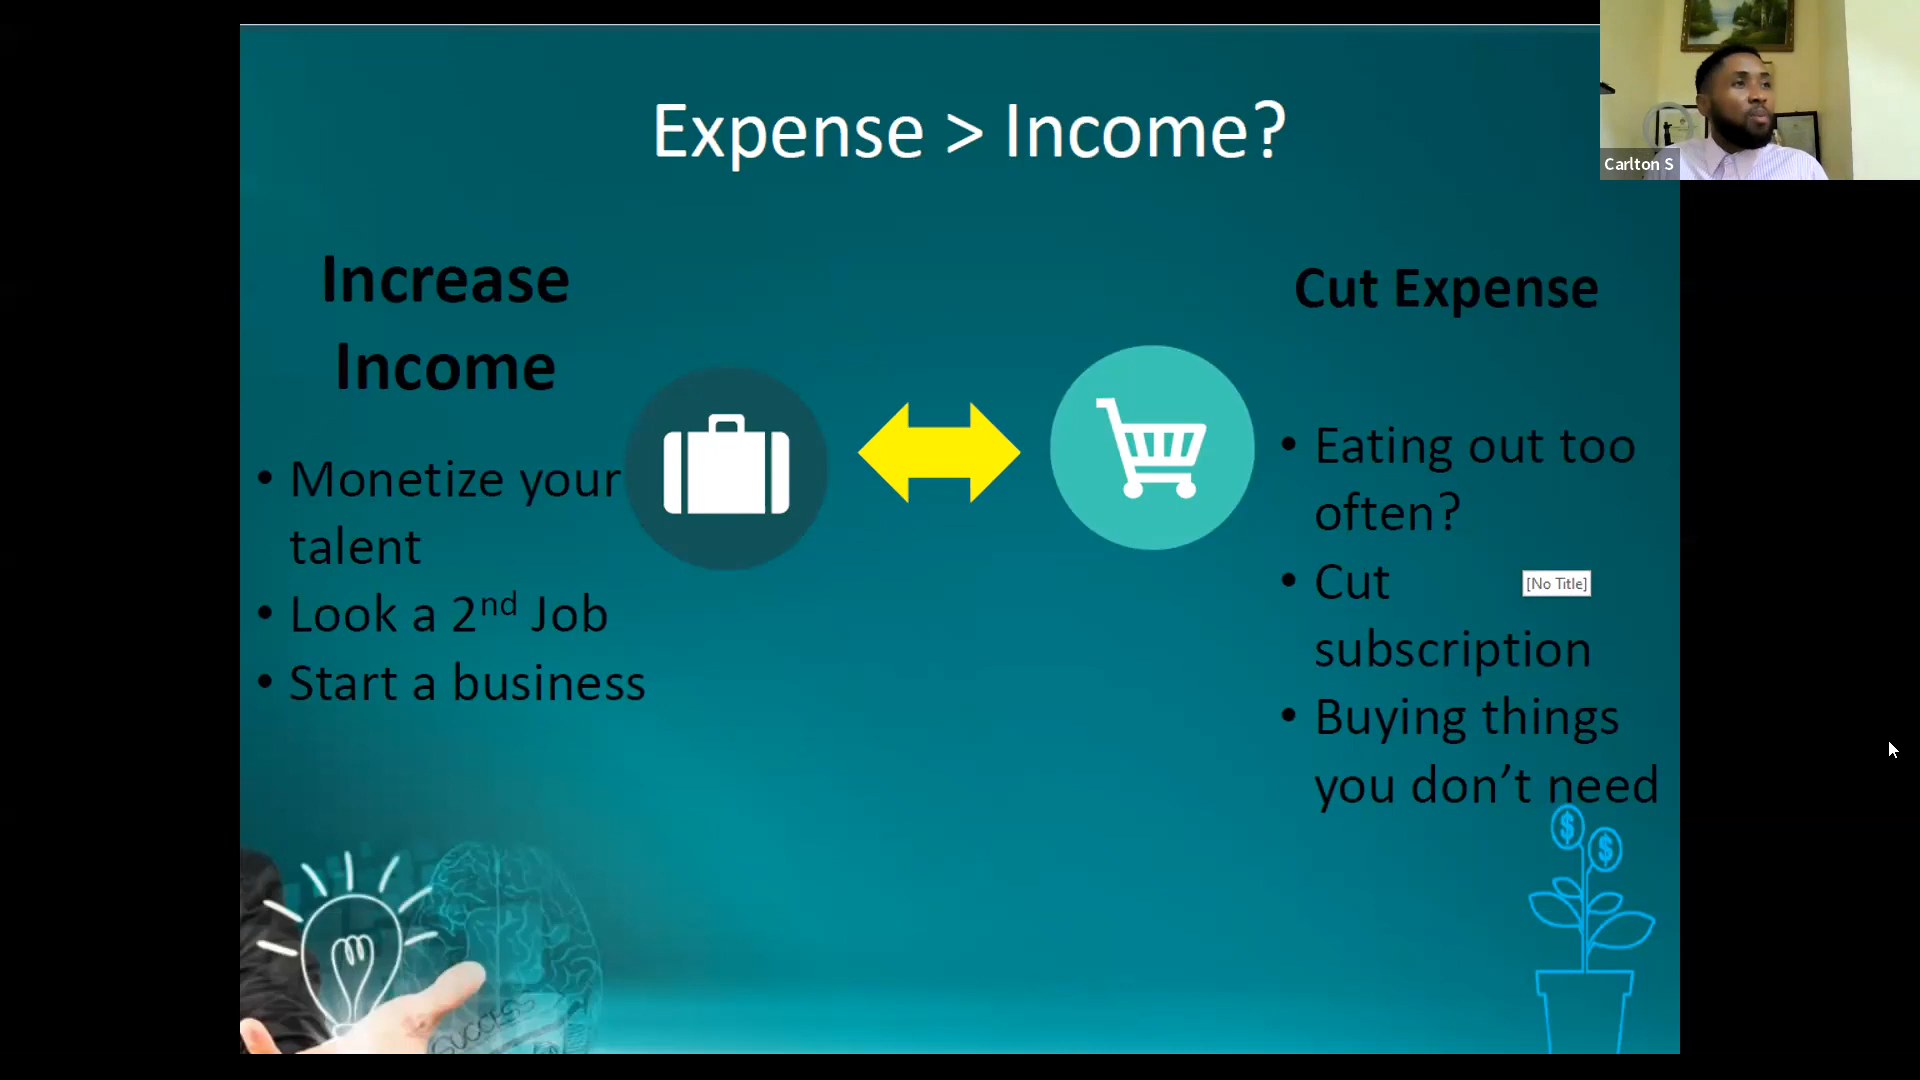 Expense > Income?
Carlton S
Increase
Income
• Monetize your
talent
• Look a 2nd Job
• Start a business
Cut Expense
• Eating out too
often?
• Cut
subscription
• Buying things
you don’t need
[No Title]
$ $
success